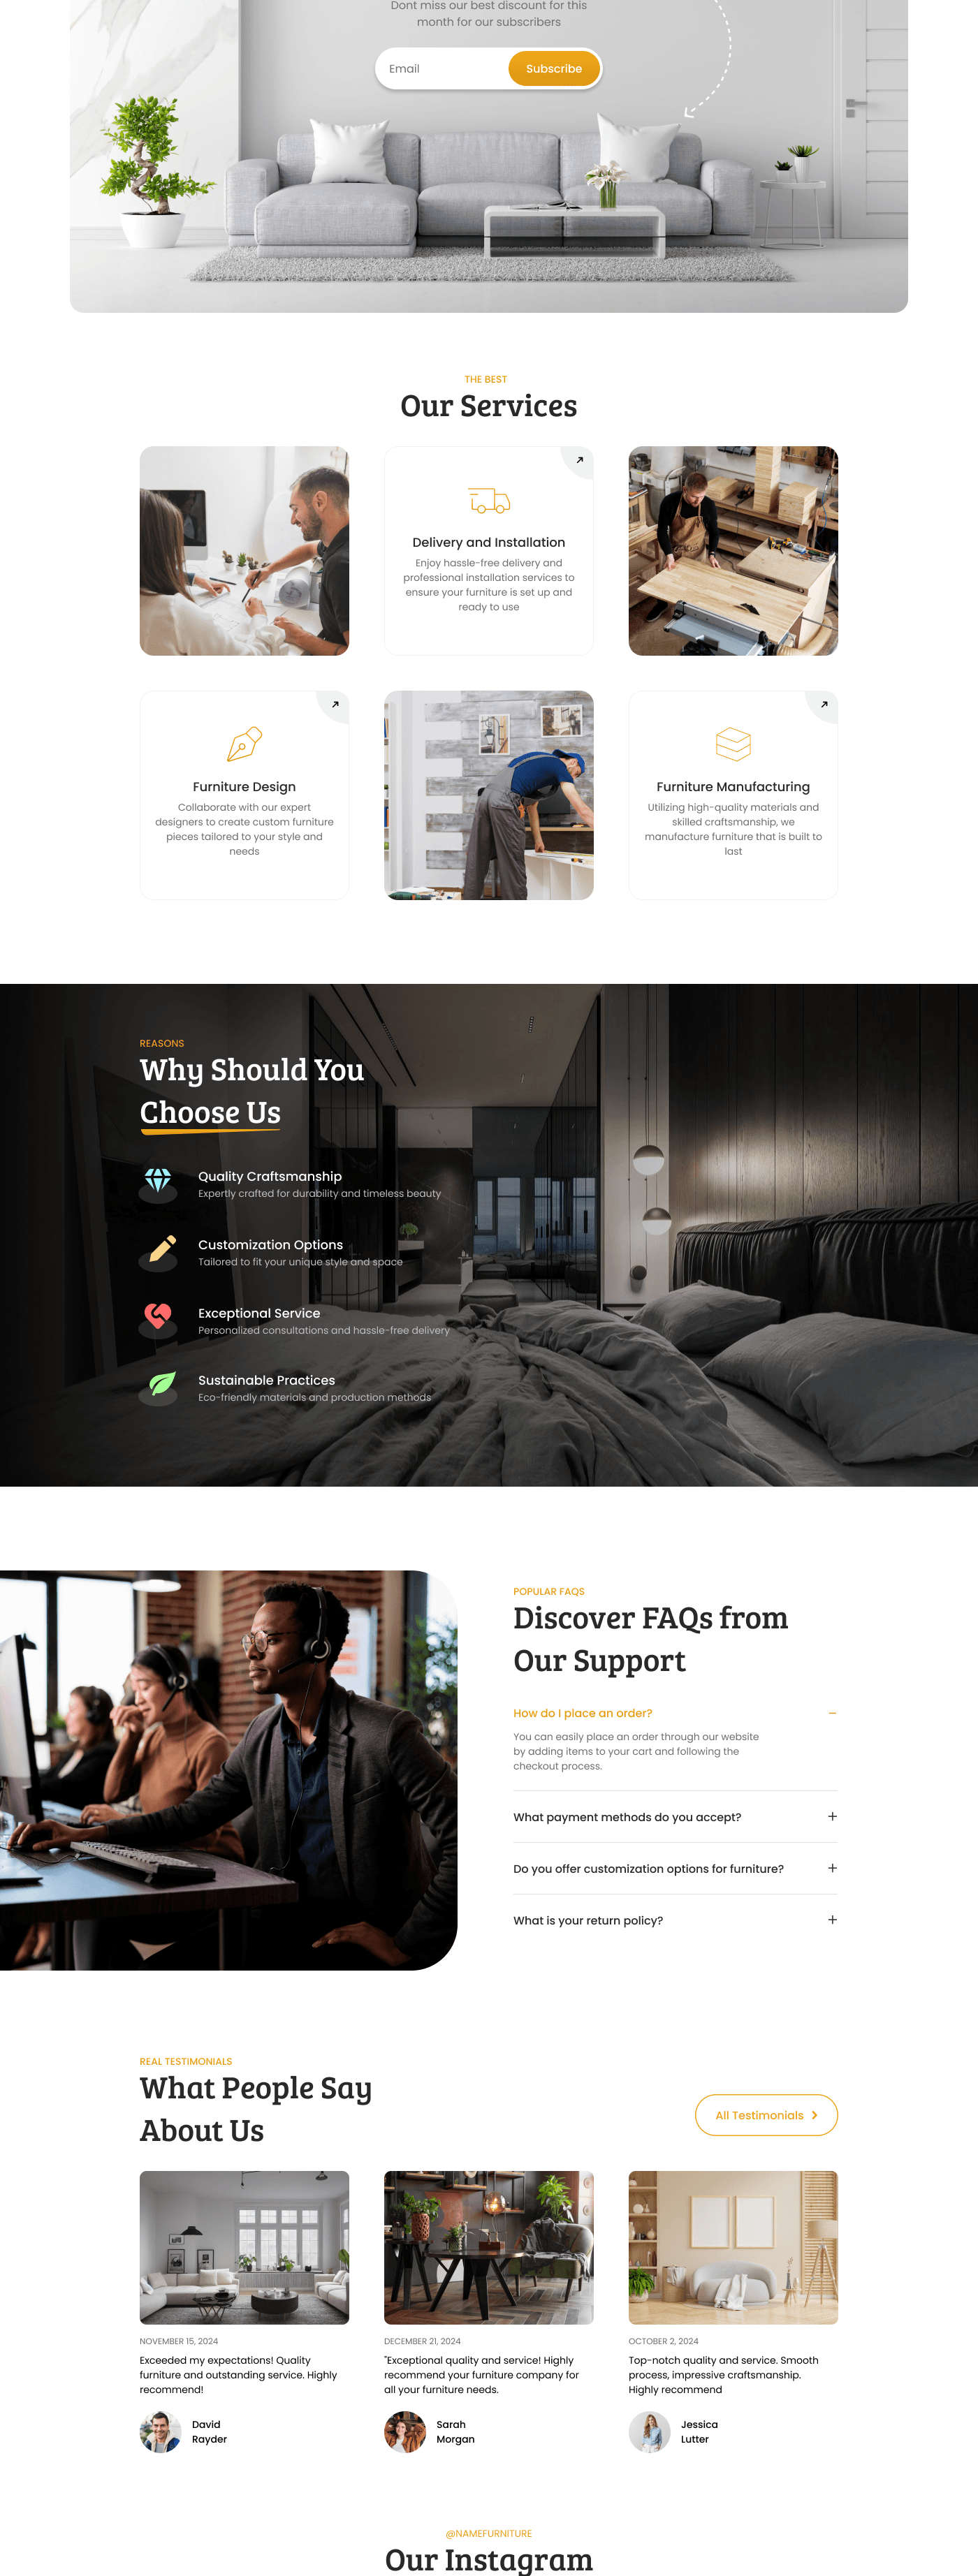 Dont miss our best discount for this
month for our subscribers
Email
Subscribe
THE BEST
Our Services
Delivery and Installation
Enjoy hassle-free delivery and
professional installation services to
ensure your furniture is set up and
ready to use
Furniture Design
Collaborate with our expert
designers to create custom furniture
pieces tailored to your style and
needs
Furniture Manufacturing
Utilizing high-quality materials and
skilled craftsmanship, we
manufacture furniture that is built to
last
REASONS
Why Should You
Choose Us
Quality Craftsmanship
Expertly crafted for durability and timeless beauty
Customization Options
Tailored to fit your unique style and space
Exceptional Service
Personalized consultations and hassle-free delivery
Sustainable Practices
Eco-friendly materials and production methods
POPULAR FAQS
Discover FAQs from
Our Support
How do I place an order?
You can easily place an order through our website
by adding items to your cart and following the
checkout process.
What payment methods do you accept?
Do you offer customization options for furniture?
What is your return policy?
REAL TESTIMONIALS
What People Say
About Us
All Testimonials
NOVEMBER 15, 2024
Exceeded my expectations! Quality
furniture and outstanding service. Highly
recommend!
David
Rayder
DECEMBER 21, 2024
"Exceptional quality and service! Highly
recommend your furniture company for
all your furniture needs.
Sarah
Morgan
OCTOBER 2, 2024
Top-notch quality and service. Smooth
process, impressive craftsmanship.
Highly recommend
Jessica
Lutter
@NAMEFURNITURE
Our Instagram